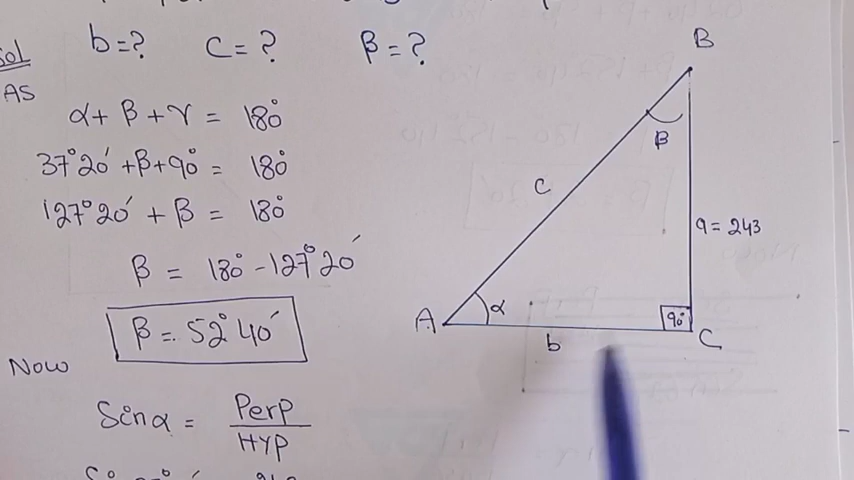 Sol b=? c=? β=?
AS
α + β + γ = 180°
37°20′ + β + 90° = 180°
127°20′ + β = 180°
β = 180° - 127°20′
β = 52°40′
Now
Sinα = Perp
Hyp
B
β
c
a = 243
A
α
90°
b
C